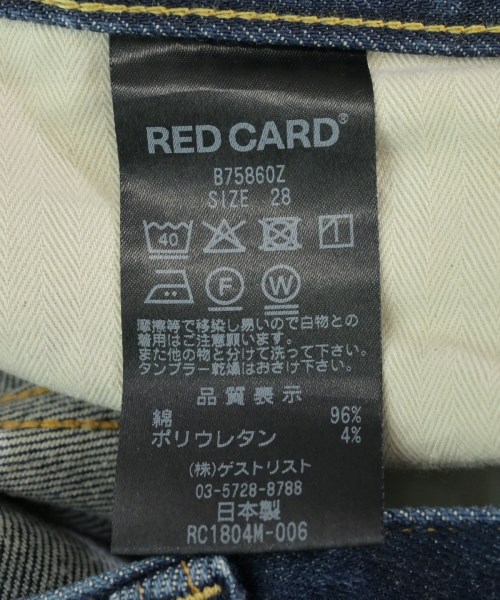 RED CARD®
B75860Z
SIZE 28
40
F W
摩擦等で移染し易いので白物との
着用はご注意願います。
また他の物と分けて洗って下さい。
タンブラー乾燥はおさけ下さい。
品質表示
綿 96%
ポリウレタン 4%
(株)ゲストリスト
03-5728-8788
日本製
RC1804M-006